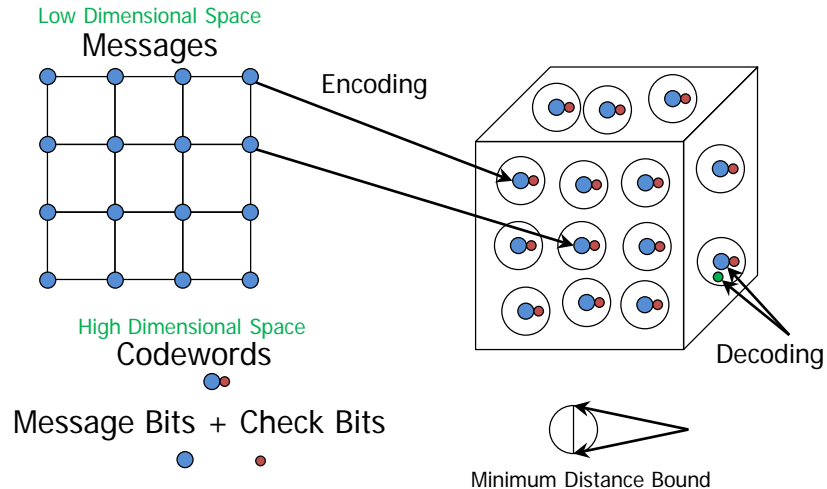 Low Dimensional Space
Messages
Encoding
High Dimensional Space
Codewords
Message Bits + Check Bits
Decoding
Minimum Distance Bound